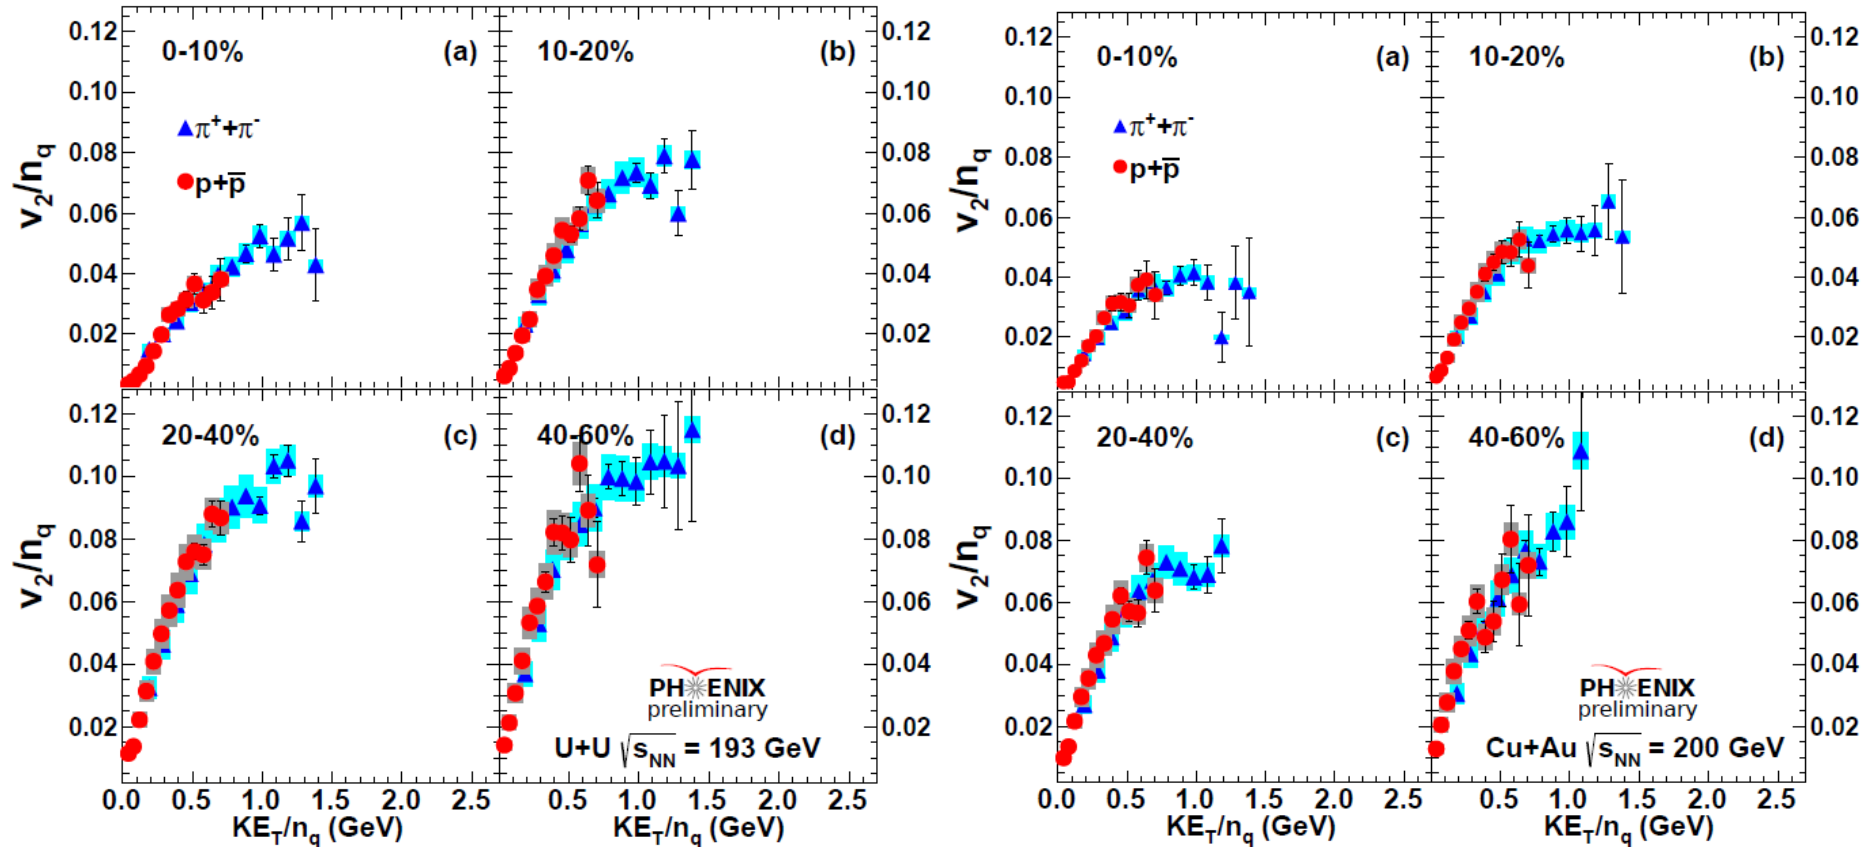 0.12 0-10% (a) 10-20% (b) 0.12
0.10 0.10
π⁺+π⁻
0.08 0.08
p+p̅
v₂/n_q
0.06 0.06
0.04 0.04
0.02 0.02
0.12 20-40% (c) 40-60% (d) 0.12
0.10 0.10
0.08 0.08
v₂/n_q
0.06 0.06
0.04 0.04
PHENIX
preliminary
0.02 0.02
U+U √s_NN = 193 GeV
0.0 0.5 1.0 1.5 2.0 2.5 0.5 1.0 1.5 2.0 2.5
KE_T/n_q (GeV) KE_T/n_q (GeV)
0.12 0-10% (a) 10-20% (b) 0.12
0.10 0.10
π⁺+π⁻
0.08 p+p̅ 0.08
v₂/n_q
0.06 0.06
0.04 0.04
0.02 0.02
0.12 20-40% (c) 40-60% (d) 0.12
0.10 0.10
0.08 0.08
v₂/n_q
0.06 0.06
0.04 0.04
PHENIX
preliminary
0.02 0.02
Cu+Au √s_NN = 200 GeV
0.0 0.5 1.0 1.5 2.0 2.5 0.5 1.0 1.5 2.0 2.5
KE_T/n_q (GeV) KE_T/n_q (GeV)